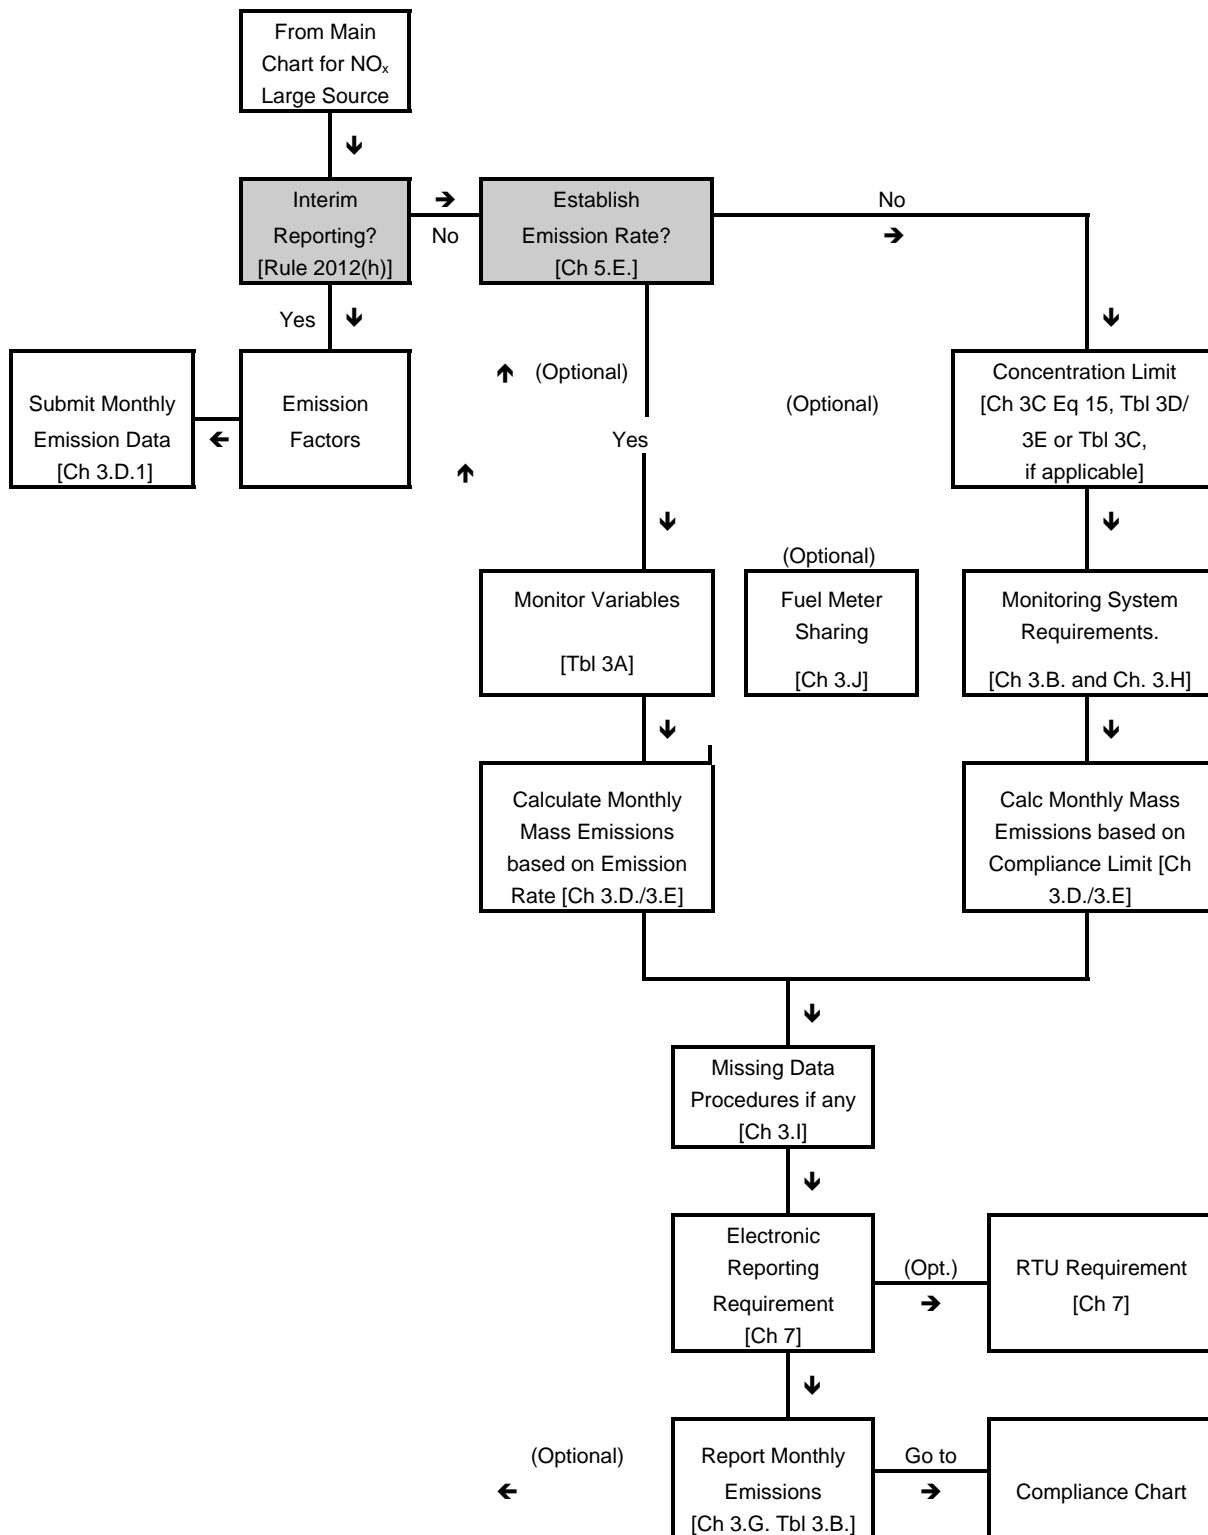 From Main
Chart for NOₓ
Large Source
Interim
Reporting?
[Rule 2012(h)]
No
Establish
Emission Rate?
[Ch 5.E.]
No
Yes
Submit Monthly
Emission Data
[Ch 3.D.1]
Emission
Factors
(Optional)
Yes
(Optional)
Concentration Limit
[Ch 3C Eq 15, Tbl 3D/
3E or Tbl 3C,
if applicable]
Monitor Variables
[Tbl 3A]
(Optional)
Fuel Meter
Sharing
[Ch 3.J]
Monitoring System
Requirements.
[Ch 3.B. and Ch. 3.H]
Calculate Monthly
Mass Emissions
based on Emission
Rate [Ch 3.D./3.E]
Calc Monthly Mass
Emissions based on
Compliance Limit [Ch
3.D./3.E]
Missing Data
Procedures if any
[Ch 3.I]
Electronic
Reporting
Requirement
[Ch 7]
(Opt.)
RTU Requirement
[Ch 7]
(Optional)
Report Monthly
Emissions
[Ch 3.G. Tbl 3.B.]
Go to
Compliance Chart